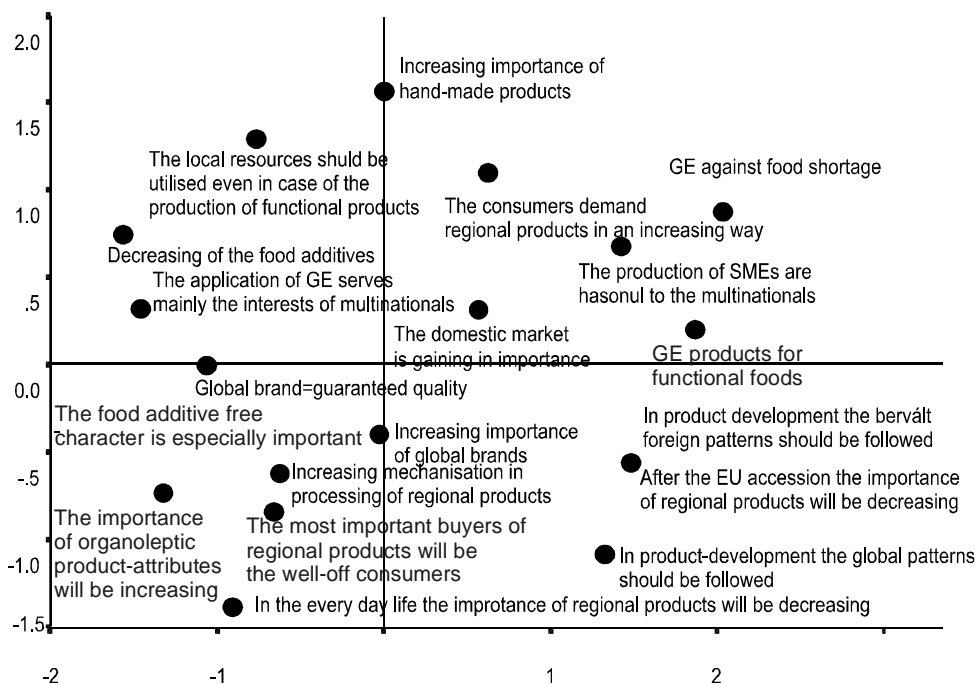 2.0
Increasing importance of
hand-made products
1.5
The local resources shuld be
utilised even in case of the
production of functional products
GE against food shortage
1.0
The consumers demand
regional products in an increasing way
Decreasing of the food additives
The application of GE serves
mainly the interests of multinationals
The production of SMEs are
hasonul to the multinationals
.5
The domestic market
is gaining in importance
GE products for
functional foods
0.0
Global brand=guaranteed quality
The food additive free
character is especially important
Increasing importance
of global brands
In product development the bervált
foreign patterns should be followed
-.5
Increasing mechanisation in
processing of regional products
After the EU accession the importance
of regional products will be decreasing
The importance
of organoleptic
product-attributes
will be increasing
The most important buyers of
regional products will be
the well-off consumers
-1.0
In product-development the global patterns
should be followed
In the every day life the improtance of regional products will be decreasing
-1.5
-2
-1
1
2